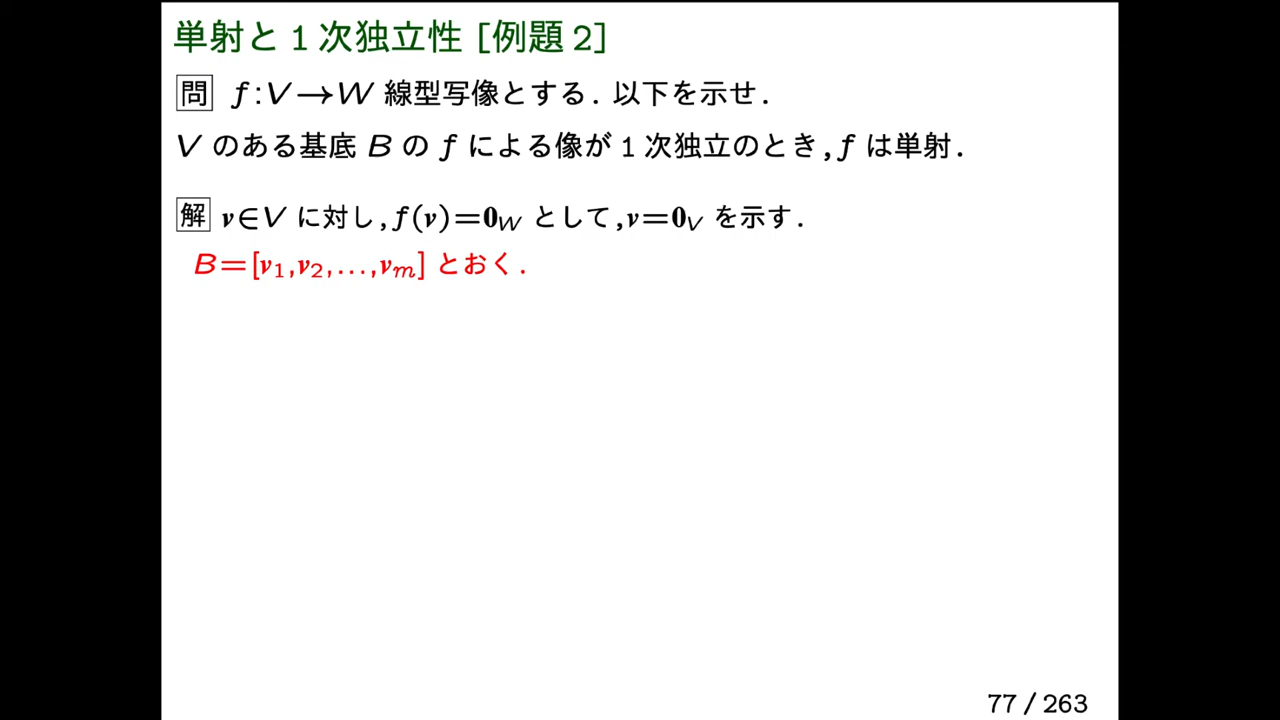 単射と 1 次独立性 [例題 2]
問 f:V→W 線型写像とする. 以下を示せ.
V のある基底 B の f による像が 1 次独立のとき,f は単射.
解 v∈V に対し,f(v)=0_W として,v=0_V を示す.
B=[v₁,v₂,...,vₘ] とおく.
77 / 263